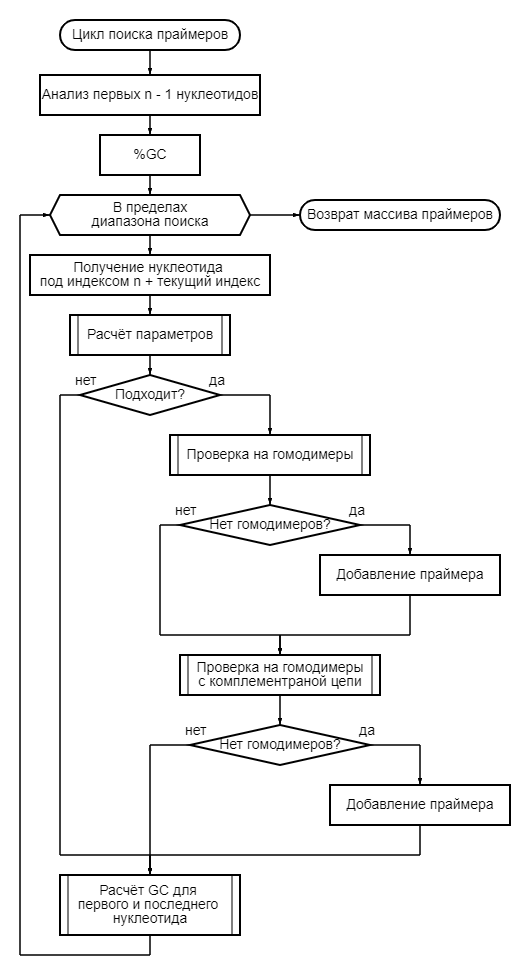 Цикл поиска праймеров
Анализ первых n - 1 нуклеотидов
%GC
В пределах
диапазона поиска
Возврат массива праймеров
Получение нуклеотида
под индексом n + текущий индекс
Расчёт параметров
нет
да
Подходит?
Проверка на гомодимеры
нет
да
Нет гомодимеров?
Добавление праймера
Проверка на гомодимеры
с комплементраной цепи
нет
да
Нет гомодимеров?
Добавление праймера
Расчёт GC для
первого и последнего
нуклеотида